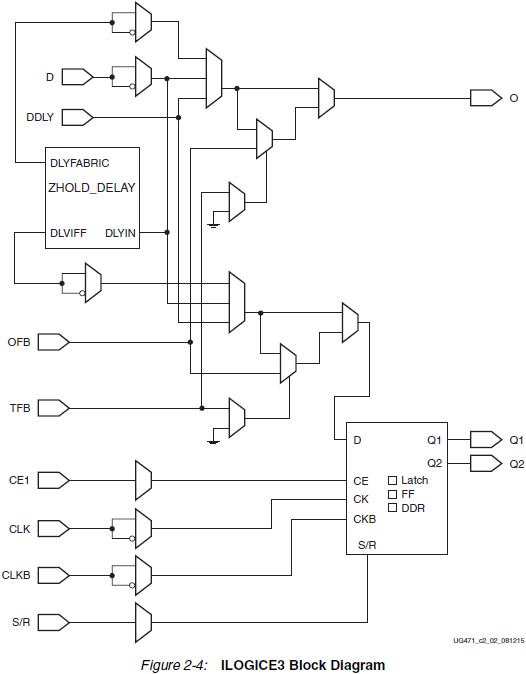 D
DDLY
O
DLYFABRIC
ZHOLD_DELAY
DLVIFF DLYIN
OFB
TFB
D Q1 Q1
Q2 Q2
CE1
CE Latch
CK FF
DDR
CLK
CKB
S/R
CLKB
S/R
UG471_c2_02_081215
Figure 2-4: ILOGICE3 Block Diagram